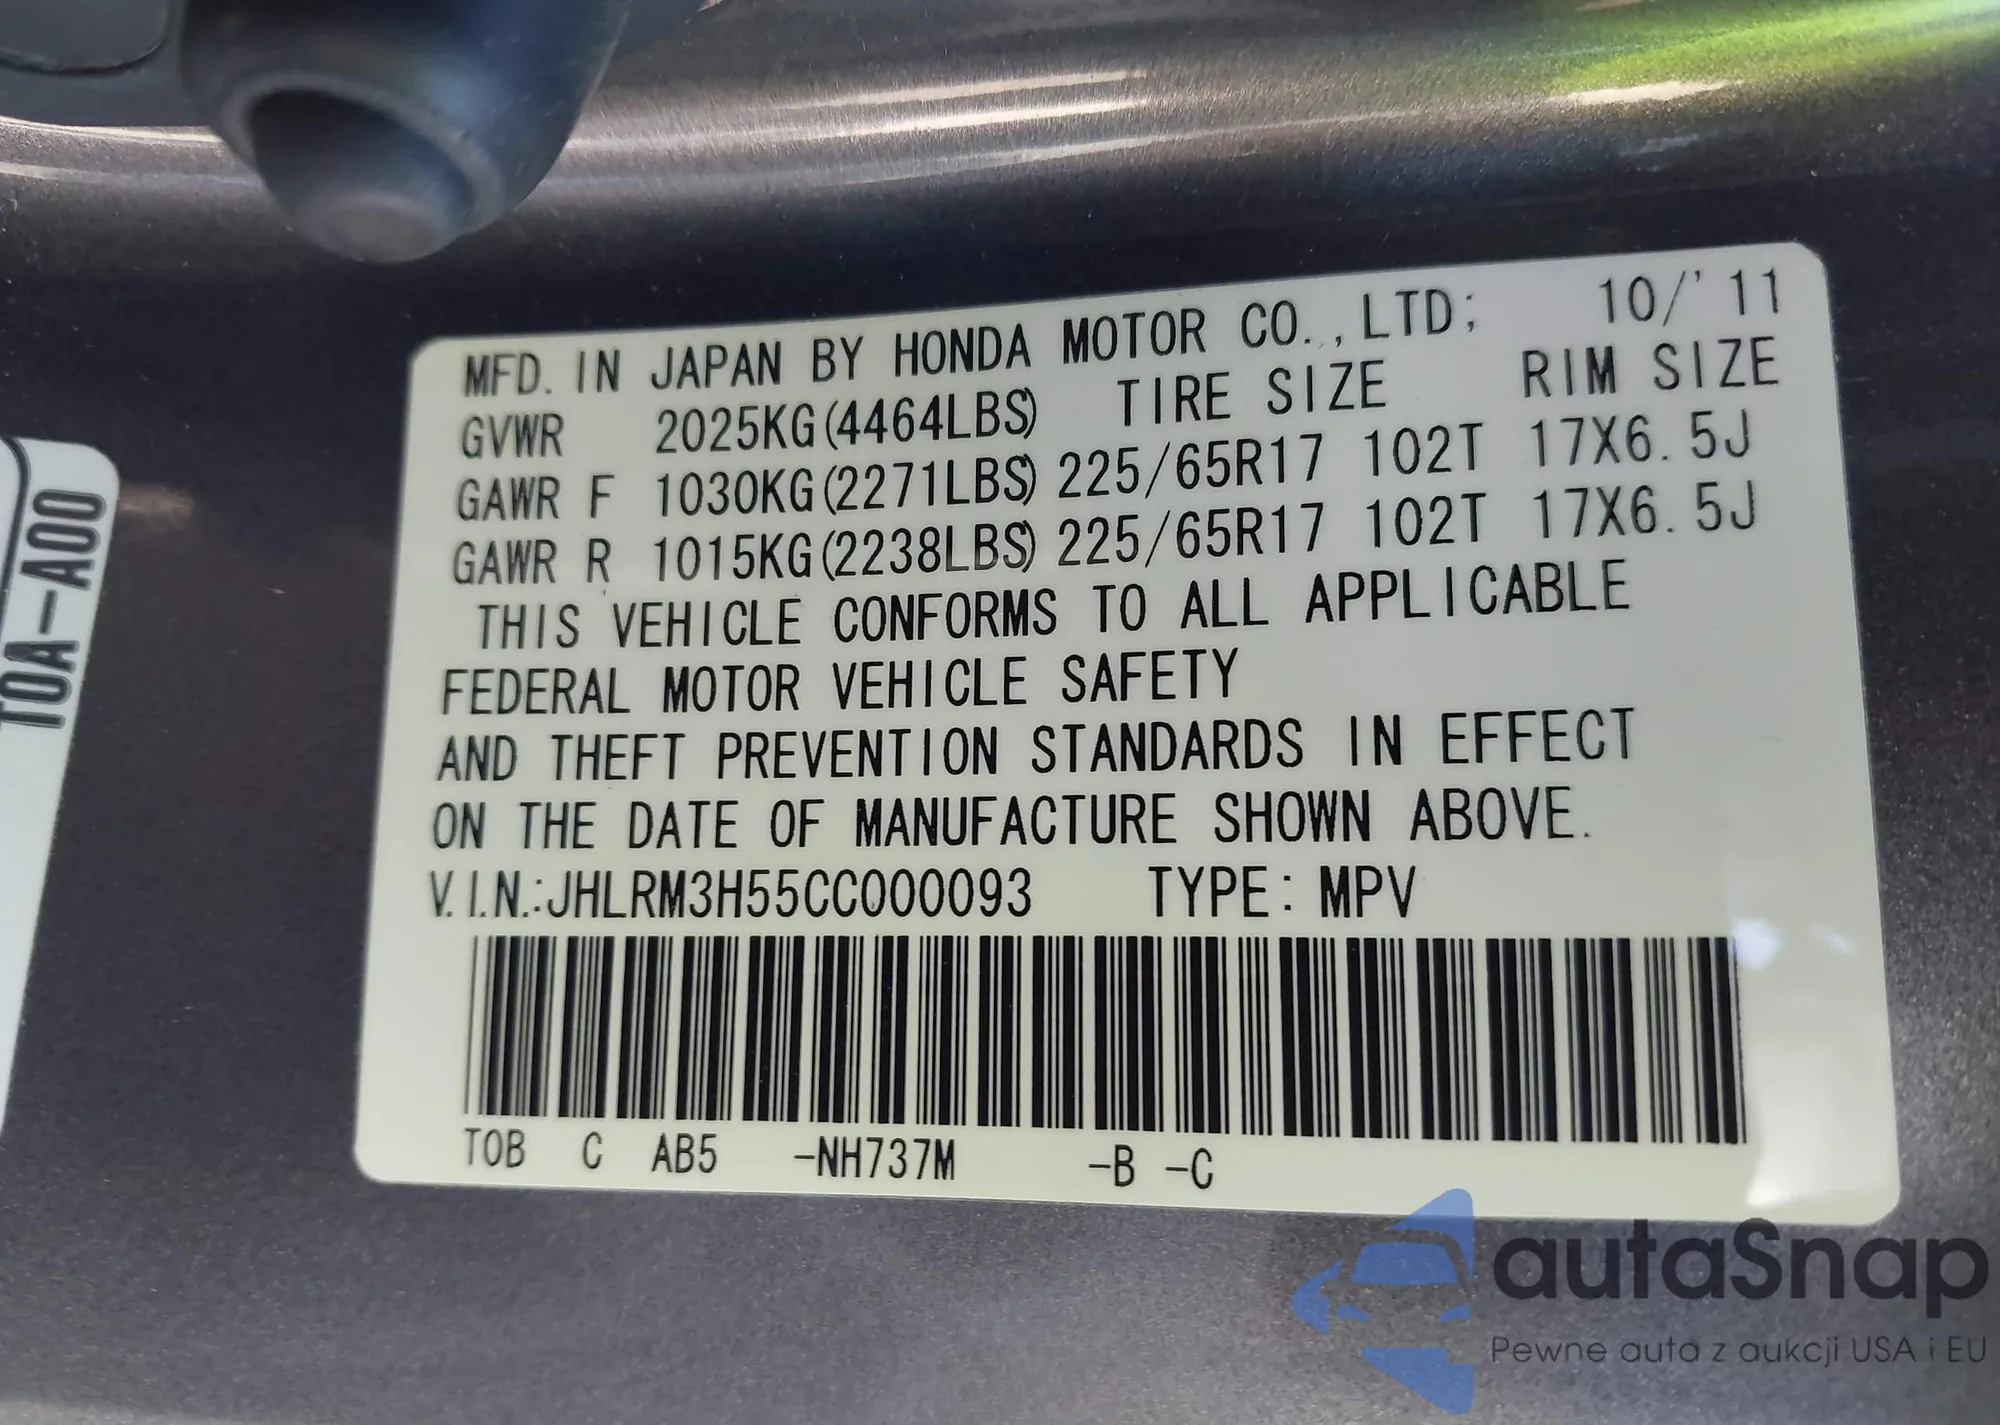 MFD. IN JAPAN BY HONDA MOTOR CO.,LTD; 10/'11
GVWR 2025KG(4464LBS) TIRE SIZE RIM SIZE
GAWR F 1030KG(2271LBS) 225/65R17 102T 17X6.5J
GAWR R 1015KG(2238LBS) 225/65R17 102T 17X6.5J
THIS VEHICLE CONFORMS TO ALL APPLICABLE
FEDERAL MOTOR VEHICLE SAFETY
AND THEFT PREVENTION STANDARDS IN EFFECT
ON THE DATE OF MANUFACTURE SHOWN ABOVE.
V.I.N.:JHLRM3H55CC000093 TYPE: MPV
TOB C AB5 -NH737M -B -C
T0A-A00
autaSnap
Pewne auta z aukcji USA i EU